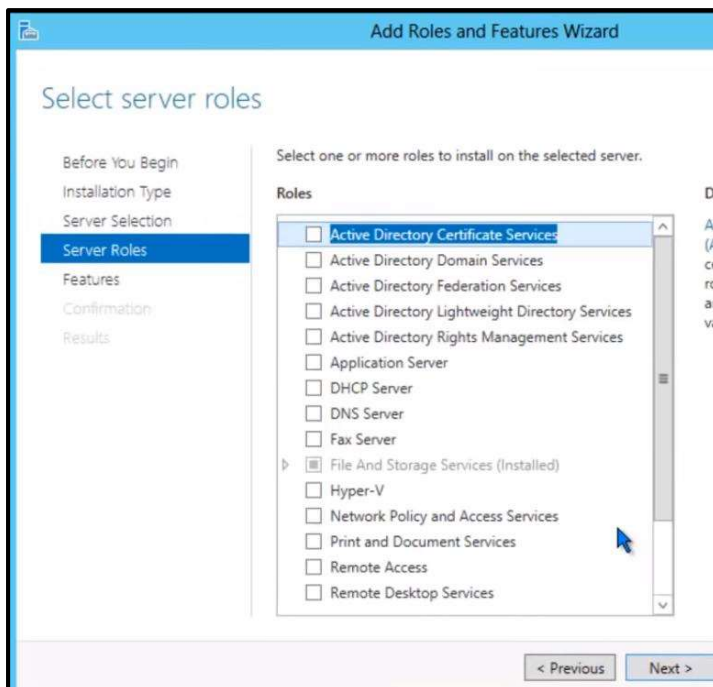 Add Roles and Features Wizard
Select server roles
Before You Begin
Installation Type
Server Selection
Server Roles
Features
Confirmation
Results
Select one or more roles to install on the selected server.
Roles
Active Directory Certificate Services
Active Directory Domain Services
Active Directory Federation Services
Active Directory Lightweight Directory Services
Active Directory Rights Management Services
Application Server
DHCP Server
DNS Server
Fax Server
File And Storage Services (Installed)
Hyper-V
Network Policy and Access Services
Print and Document Services
Remote Access
Remote Desktop Services
< Previous
Next >